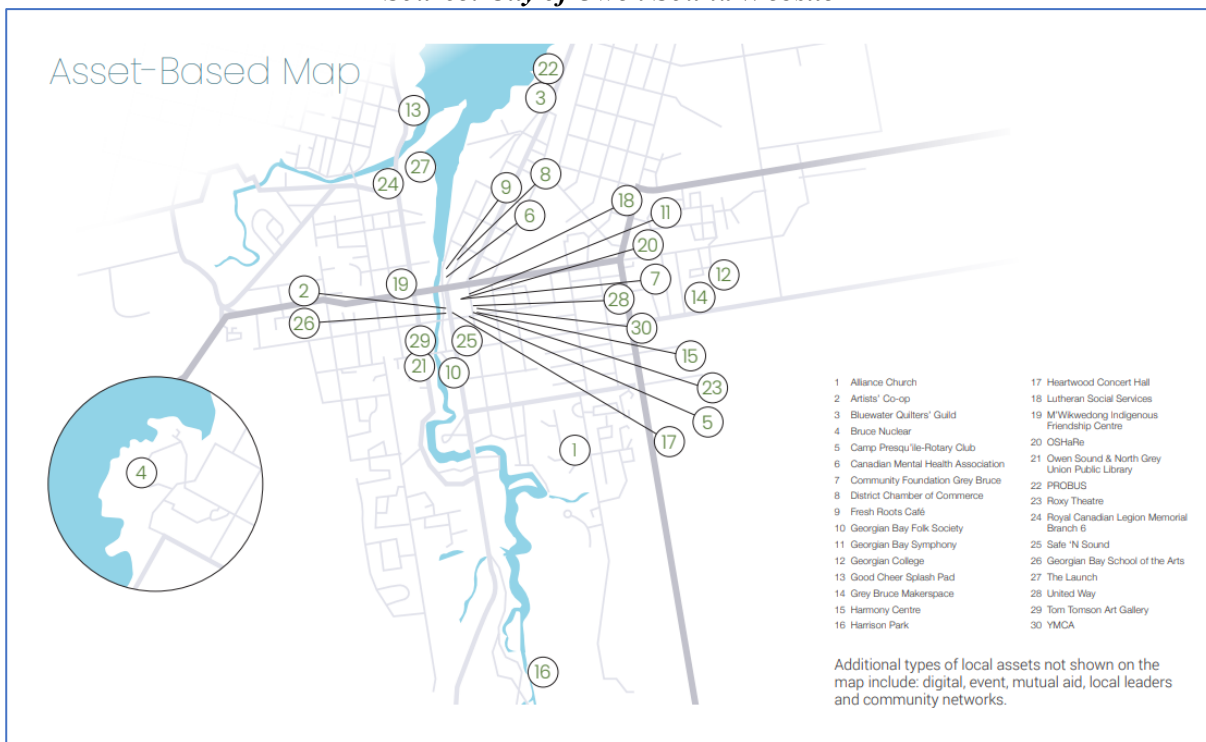 Asset-Based Map
22
3
13
27
8
24
9
18
6
11
20
12
7
19
2
14
28
26
30
29
25
15
21
10
23
5
17
1
4
16
1 Alliance Church
2 Artists' Co-op
3 Bluewater Quilters' Guild
4 Bruce Nuclear
5 Camp Presqu'ile-Rotary Club
6 Canadian Mental Health Association
7 Community Foundation Grey Bruce
8 District Chamber of Commerce
9 Fresh Roots Café
10 Georgian Bay Folk Society
11 Georgian Bay Symphony
12 Georgian College
13 Good Cheer Splash Pad
14 Grey Bruce Makerspace
15 Harmony Centre
16 Harrison Park
17 Heartwood Concert Hall
18 Lutheran Social Services
19 M'Wikwedong Indigenous
Friendship Centre
20 OSHaRe
21 Owen Sound & North Grey
Union Public Library
22 PROBUS
23 Roxy Theatre
24 Royal Canadian Legion Memorial
Branch 6
25 Safe 'N Sound
26 Georgian Bay School of the Arts
27 The Launch
28 United Way
29 Tom Tomson Art Gallery
30 YMCA
Additional types of local assets not shown on the
map include: digital, event, mutual aid, local leaders
and community networks.